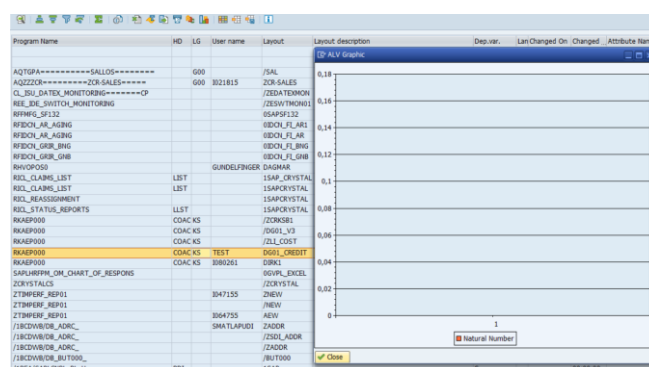 Program Name HD LG User name Layout Layout description Dep.var. Lan Changed On Changed Attribute Nan
ALV Graphic
AQTGPA==========SALLOS======== G00 /SAL
AQZZZCR=========ZCR-SALES===== G00 I021815 ZCR-SALES
CL_ISU_DATEX_MONITORING=======CP /ZEDATEXMON
REE_IDE_SWITCH_MONITORING /ZESWTMON01
RFFMFG_SF132 0SAPSF132
RFIDCN_AR_AGING 0IDCN_FI_AR1
RFIDCN_AR_AGING 0IDCN_FI_AR
RFIDCN_GRIR_BNG 0IDCN_FI_BNG
RFIDCN_GRIR_GNB 0IDCN_FI_GNB
RHVOPOS0 GUNDELFINGER DAGMAR
RICL_CLAIMS_LIST LIST 1SAP_CRYSTAL
RICL_CLAIMS_LIST LIST 1SAPCRYSTAL
RICL_REASSIGNMENT 1SAPCRYSTAL
RICL_STATUS_REPORTS LLST 1SAPCRYSTAL
RKAEP000 COAC KS /ZCRKSB1
RKAEP000 COAC KS /DG01_V3
RKAEP000 COAC KS /ZLI_COST
RKAEP000 COAC KS TEST DG01_CREDIT
RKAEP000 COAC KS I080261 DIRK1
SAPLHRFPM_OM_CHART_OF_RESPONS 0GVPL_EXCEL
ZCRYSTALCS /ZCRYSTAL
ZTIMPERF_REP01 I047155 ZNEW
ZTIMPERF_REP01 /NEW
ZTIMPERF_REP01 I064755 AEW
/1BCDWB/DB_ADRC_ SMATLAPUDI ZADDR
/1BCDWB/DB_ADRC_ /ZSDI_ADDR
/1BCDWB/DB_ADRC_ /ZADDR
/1BCDWB/DB_BUT000_ /BUT000
0,18
0,16
0,14
0,12
0,1
0,08
0,06
0,04
0,02
0
1
Natural Number
Close